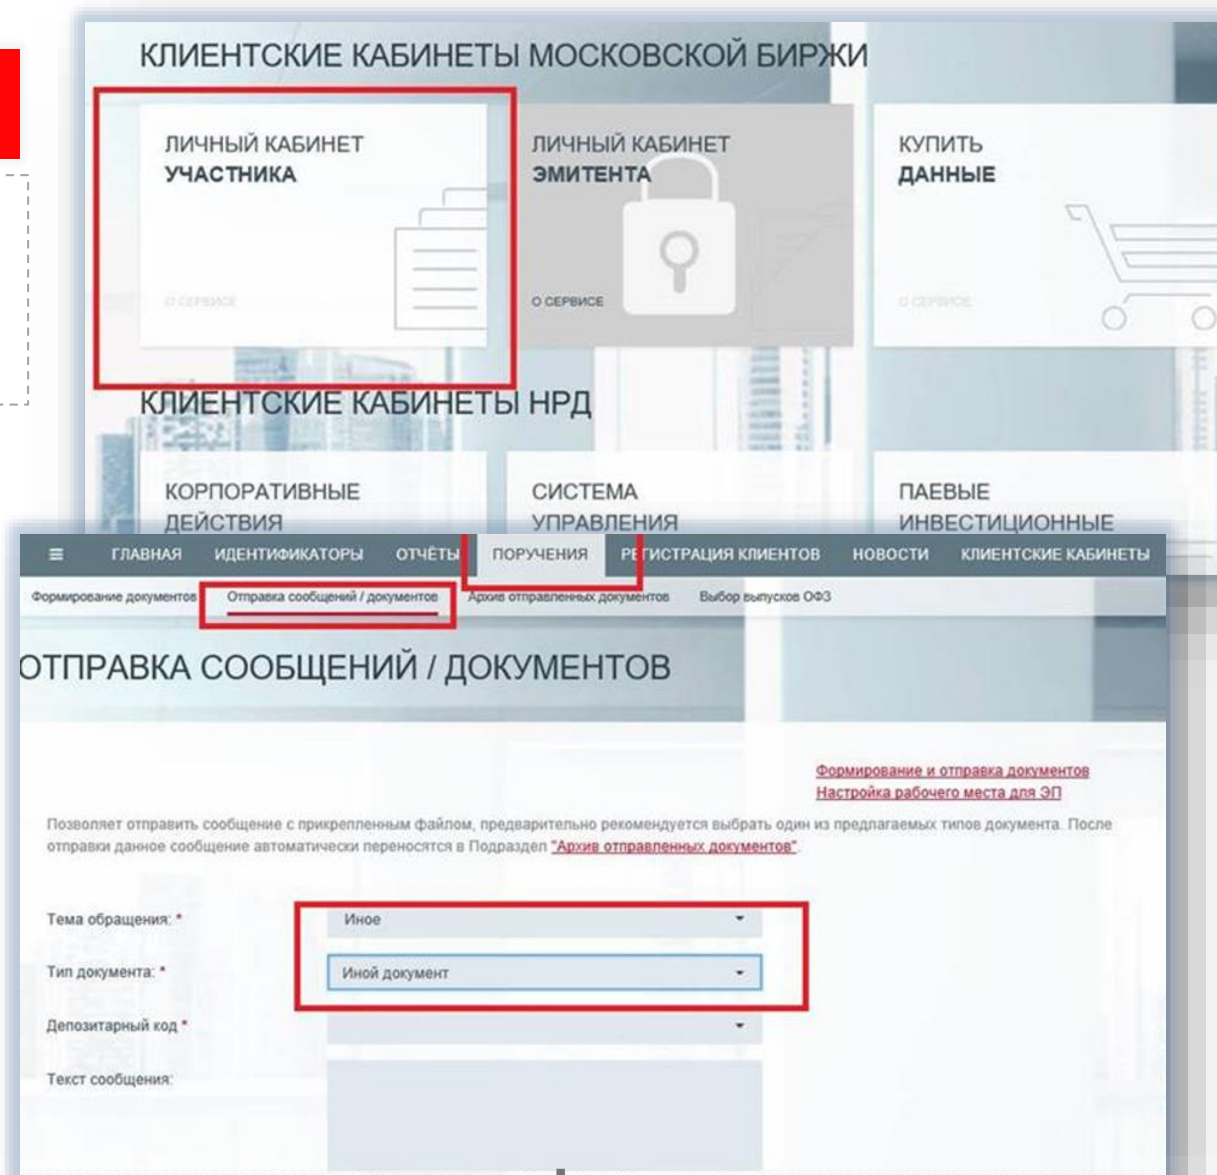 КЛИЕНТСКИЕ КАБИНЕТЫ МОСКОВСКОЙ БИРЖИ
ЛИЧНЫЙ КАБИНЕТ
УЧАСТНИКА
О СЕРВИСЕ
ЛИЧНЫЙ КАБИНЕТ
ЭМИТЕНТА
О СЕРВИСЕ
КУПИТЬ
ДАННЫЕ
О СЕРВИСЕ
КЛИЕНТСКИЕ КАБИНЕТЫ НРД
КОРПОРАТИВНЫЕ
ДЕЙСТВИЯ
СИСТЕМА
УПРАВЛЕНИЯ
ПАЕВЫЕ
ИНВЕСТИЦИОННЫЕ
ГЛАВНАЯ ИДЕНТИФИКАТОРЫ ОТЧЁТЫ ПОРУЧЕНИЯ РЕГИСТРАЦИЯ КЛИЕНТОВ НОВОСТИ КЛИЕНТСКИЕ КАБИНЕТЫ
Формирование документов Отправка сообщений / документов Архив отправленных документов Выбор выпусков ОФЗ
ОТПРАВКА СООБЩЕНИЙ / ДОКУМЕНТОВ
Формирование и отправка документов
Настройка рабочего места для ЭП
Позволяет отправить сообщение с прикрепленным файлом, предварительно рекомендуется выбрать один из предлагаемых типов документа. После
отправки данное сообщение автоматически переносятся в Подраздел "Архив отправленных документов".
Тема обращения: * Иное
Тип документа: * Иной документ
Депозитарный код *
Текст сообщения: